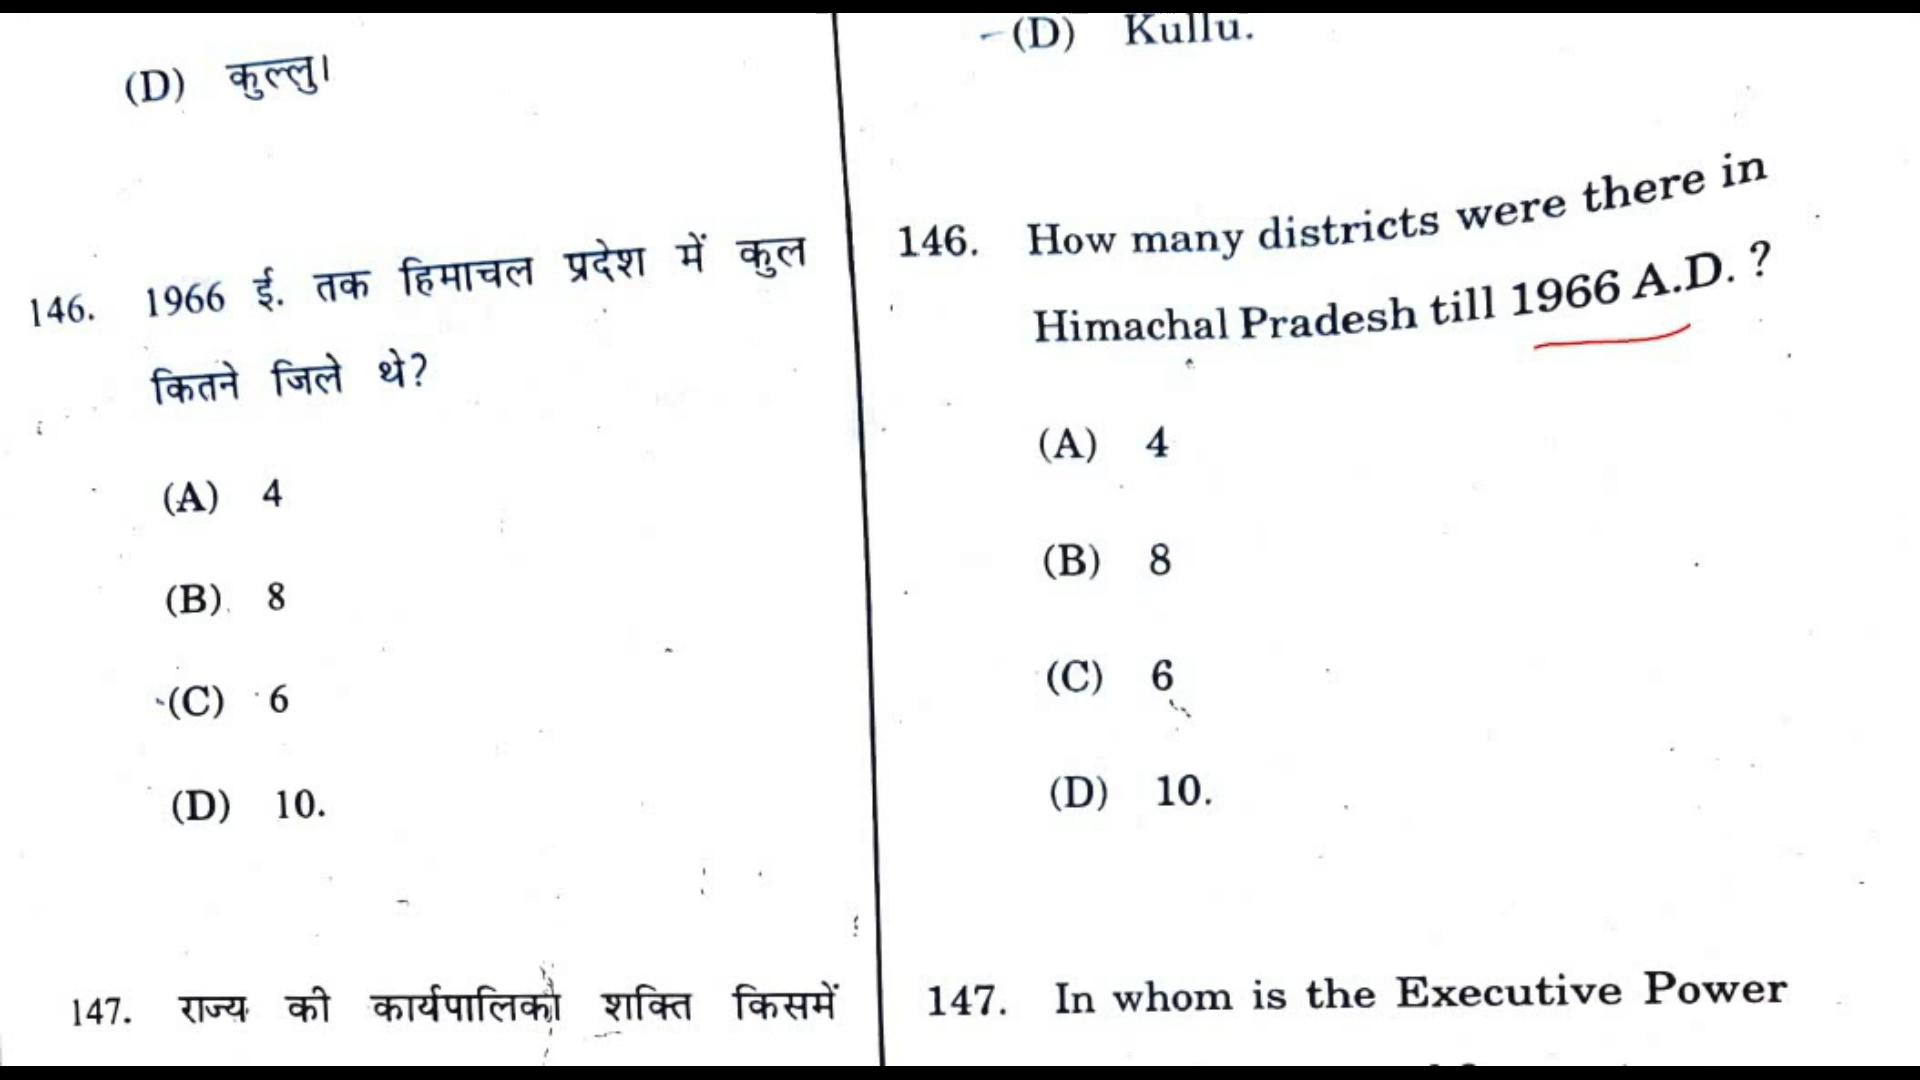 (D) कुल्लु।
146. 1966 ई. तक हिमाचल प्रदेश में कुल
कितने जिले थे?
(A) 4
(B) 8
(C) 6
(D) 10.
147. राज्य की कार्यपालिका शक्ति किसमें
(D) Kullu.
146. How many districts were there in
Himachal Pradesh till 1966 A.D. ?
(A) 4
(B) 8
(C) 6
(D) 10.
147. In whom is the Executive Power